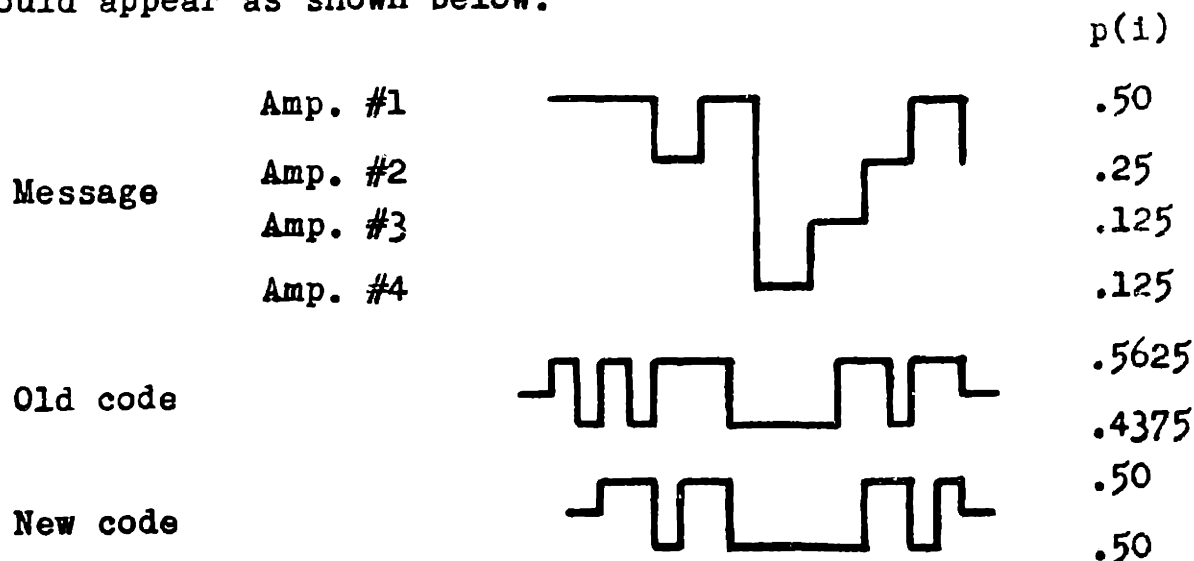 ould appear as shown below.
p(i)
Amp. #1 .50
Message Amp. #2 .25
Amp. #3 .125
Amp. #4 .125
.5625
Old code
.4375
.50
New code
.50